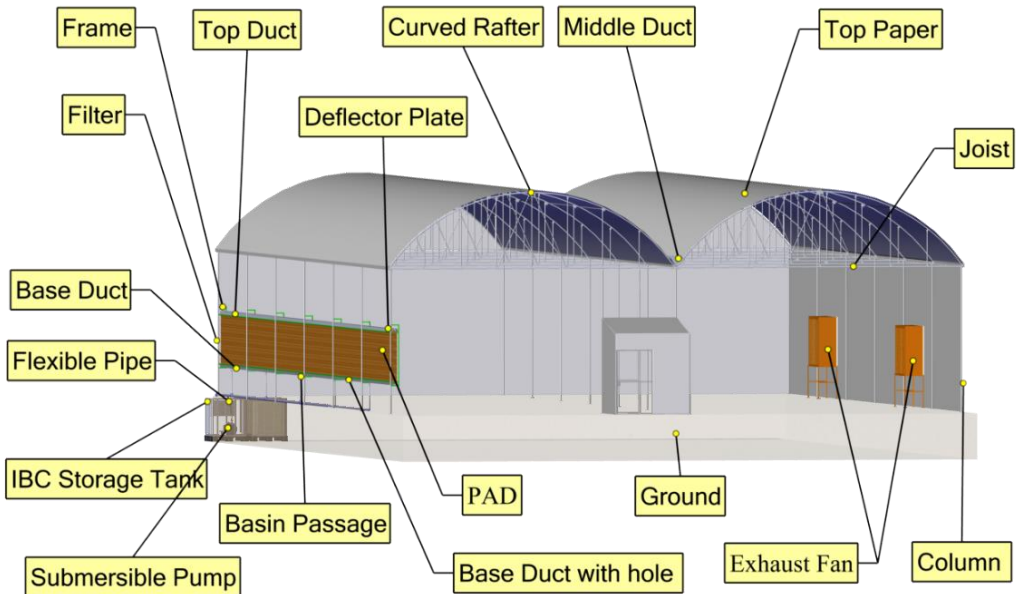 Frame
Top Duct
Curved Rafter
Middle Duct
Top Paper
Filter
Deflector Plate
Joist
Base Duct
Flexible Pipe
IBC Storage Tank
PAD
Ground
Basin Passage
Exhaust Fan
Column
Submersible Pump
Base Duct with hole